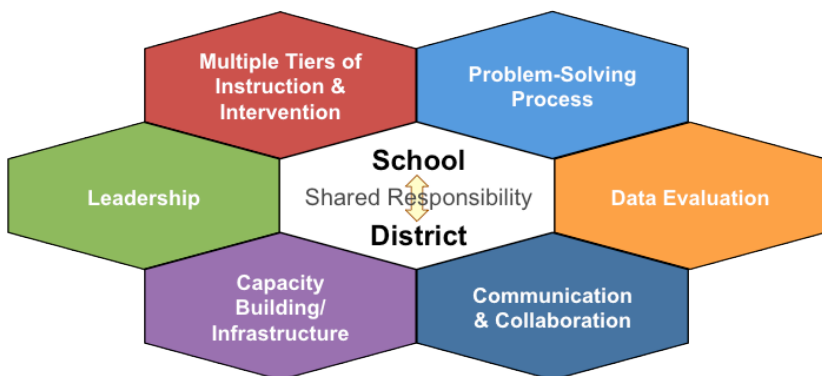 Multiple Tiers of
Instruction &
Intervention
Problem-Solving
Process
Leadership
School
Shared Responsibility
District
Data Evaluation
Capacity
Building/
Infrastructure
Communication
& Collaboration